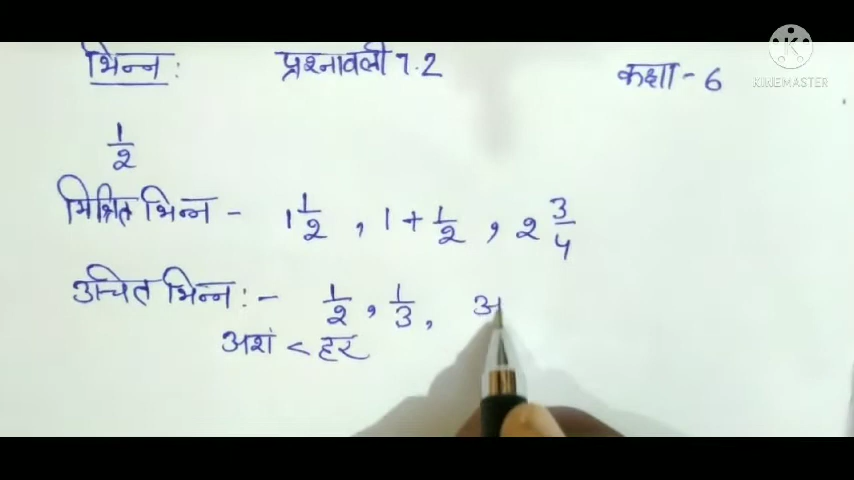 भिन्न : प्रश्नावली 7.2 कक्षा - 6
KINEMASTER
1/2
मिश्रित भिन्न - 1 1/2 , 1 + 1/2 , 2 3/4
उचित भिन्न : - 1/2 , 1/3 , अ
अशं < हर